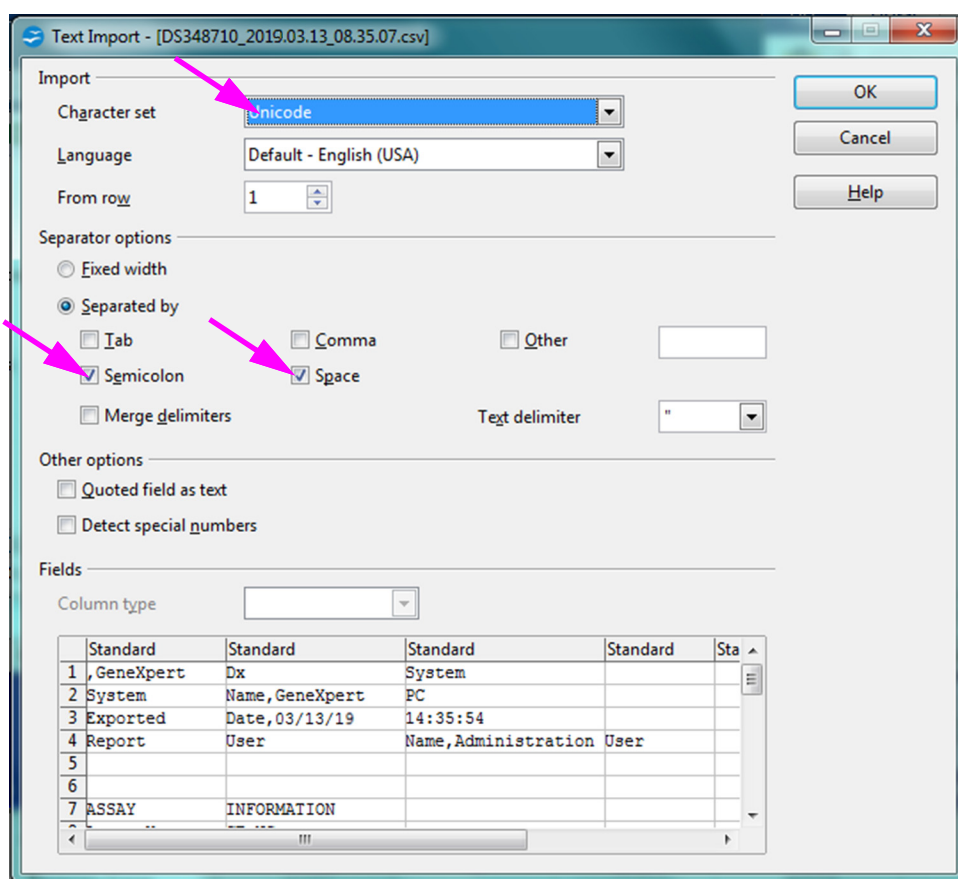 Text Import - [DS348710_2019.03.13_08.35.07.csv]
Import
Character set Unicode
OK
Language Default - English (USA)
Cancel
From row 1
Help
Separator options
Fixed width
Separated by
Tab Comma Other
Semicolon Space
Merge delimiters Text delimiter "
Other options
Quoted field as text
Detect special numbers
Fields
Column type
Standard Standard Standard Standard Sta
1 ,GeneXpert Dx System
2 System Name,GeneXpert PC
3 Exported Date,03/13/19 14:35:54
4 Report User Name,Administration User
5
6
7 ASSAY INFORMATION